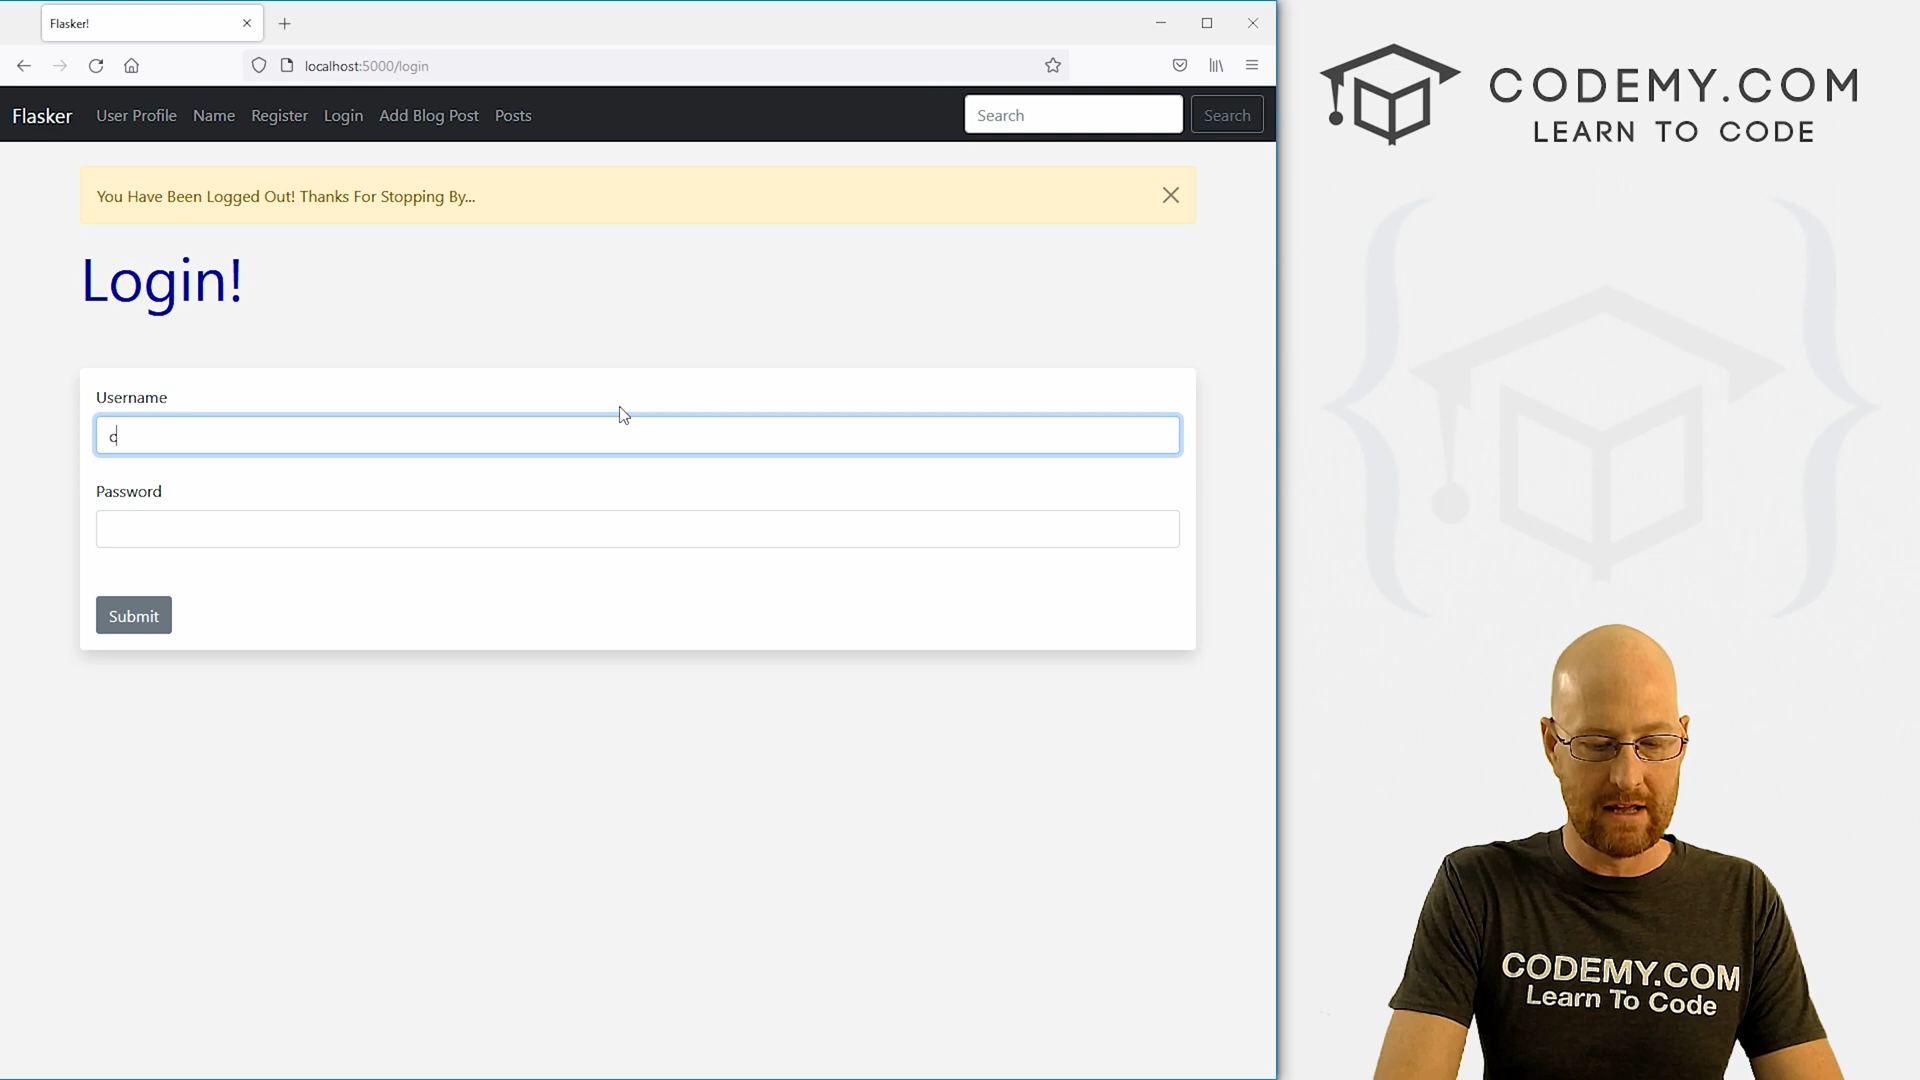 Flasker!
localhost:5000/login
Flasker User Profile Name Register Login Add Blog Post Posts Search Search
You Have Been Logged Out! Thanks For Stopping By...
Login!
Username
c
Password
Submit
CODEMY.COM
LEARN TO CODE
CODEMY.COM
Learn To Code